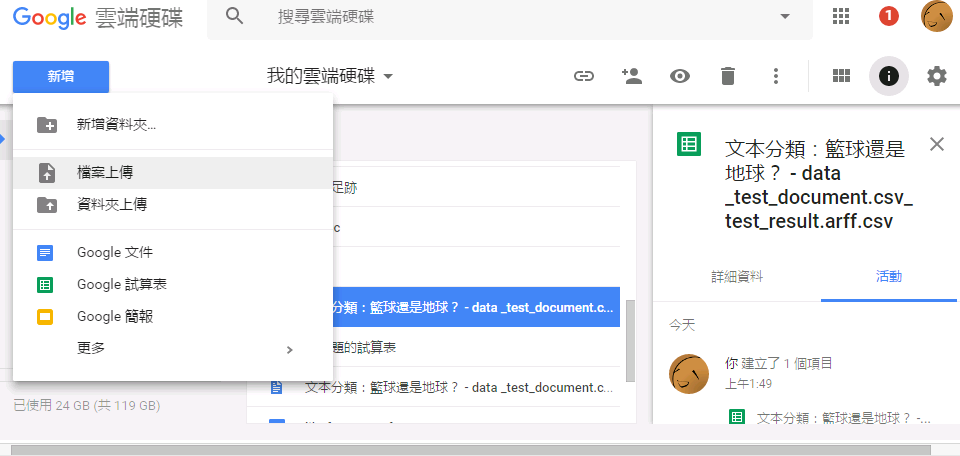 Google 雲端硬碟
搜尋雲端硬碟
1
新增
我的雲端硬碟
新增資料夾...
檔案上傳
資料夾上傳
Google 文件
Google 試算表
Google 簡報
更多
已使用 24 GB (共 119 GB)
足跡
c
分類：籃球還是地球？ - data _test_document.c...
題的試算表
文本分類：籃球還是地球？ - data _test_document.c...
文本分類：籃球還是
地球？ - data
_test_document.csv_
test_result.arff.csv
詳細資料
活動
今天
你 建立了 1 個項目
上午1:49
文本分類：籃球還是地球？ -...